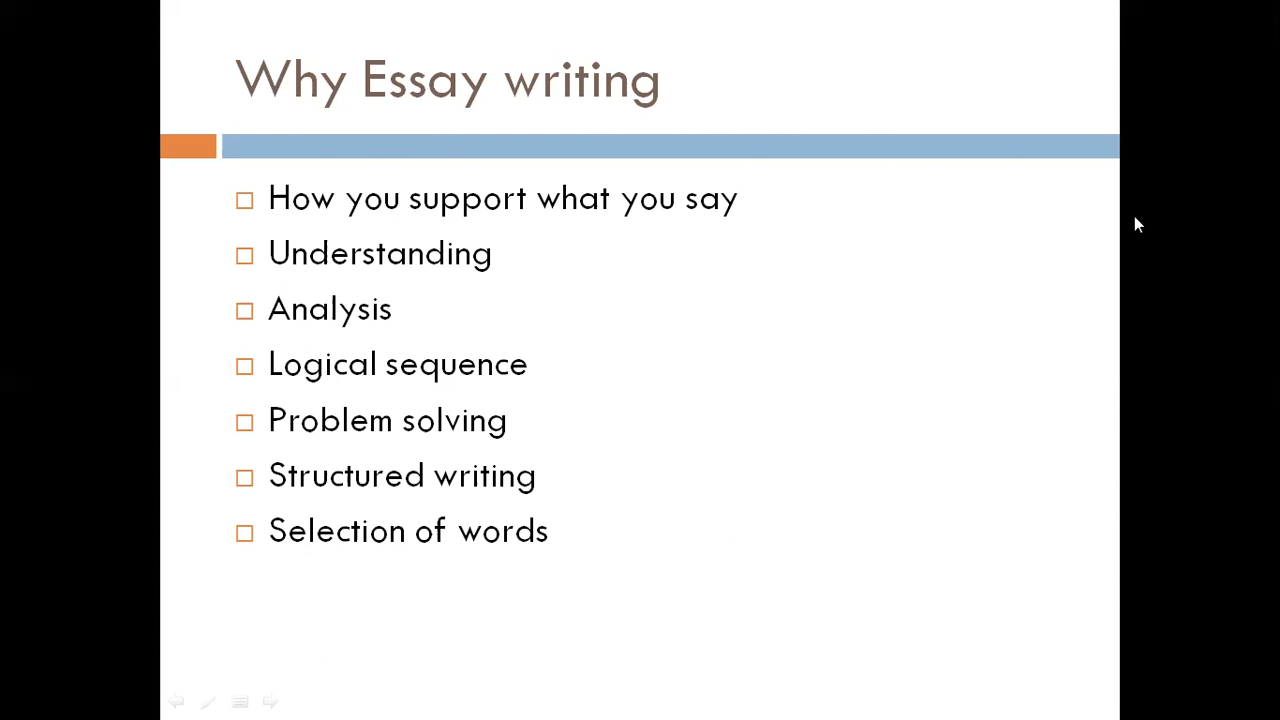 Why Essay writing
How you support what you say
Understanding
Analysis
Logical sequence
Problem solving
Structured writing
Selection of words